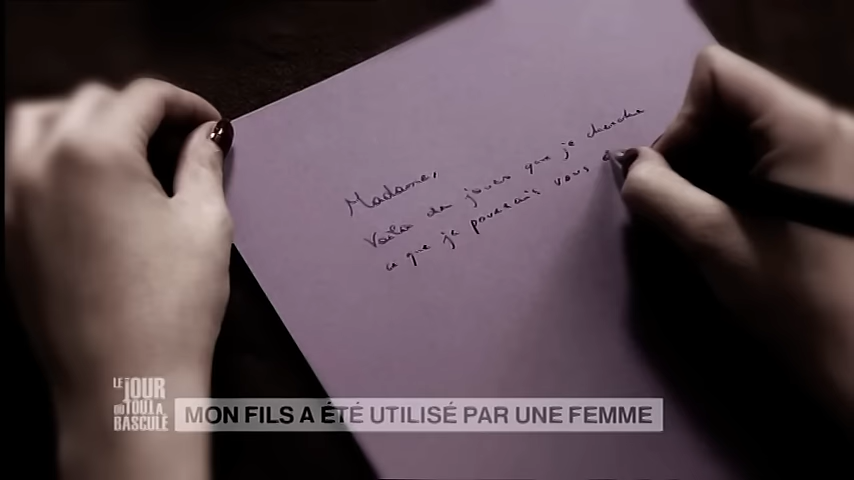 Madame,
Voilà des jours que je cherche
ce que je pourrais vous
LE JOUR
OÙ TOUT A
BASCULÉ
MON FILS A ÉTÉ UTILISÉ PAR UNE FEMME